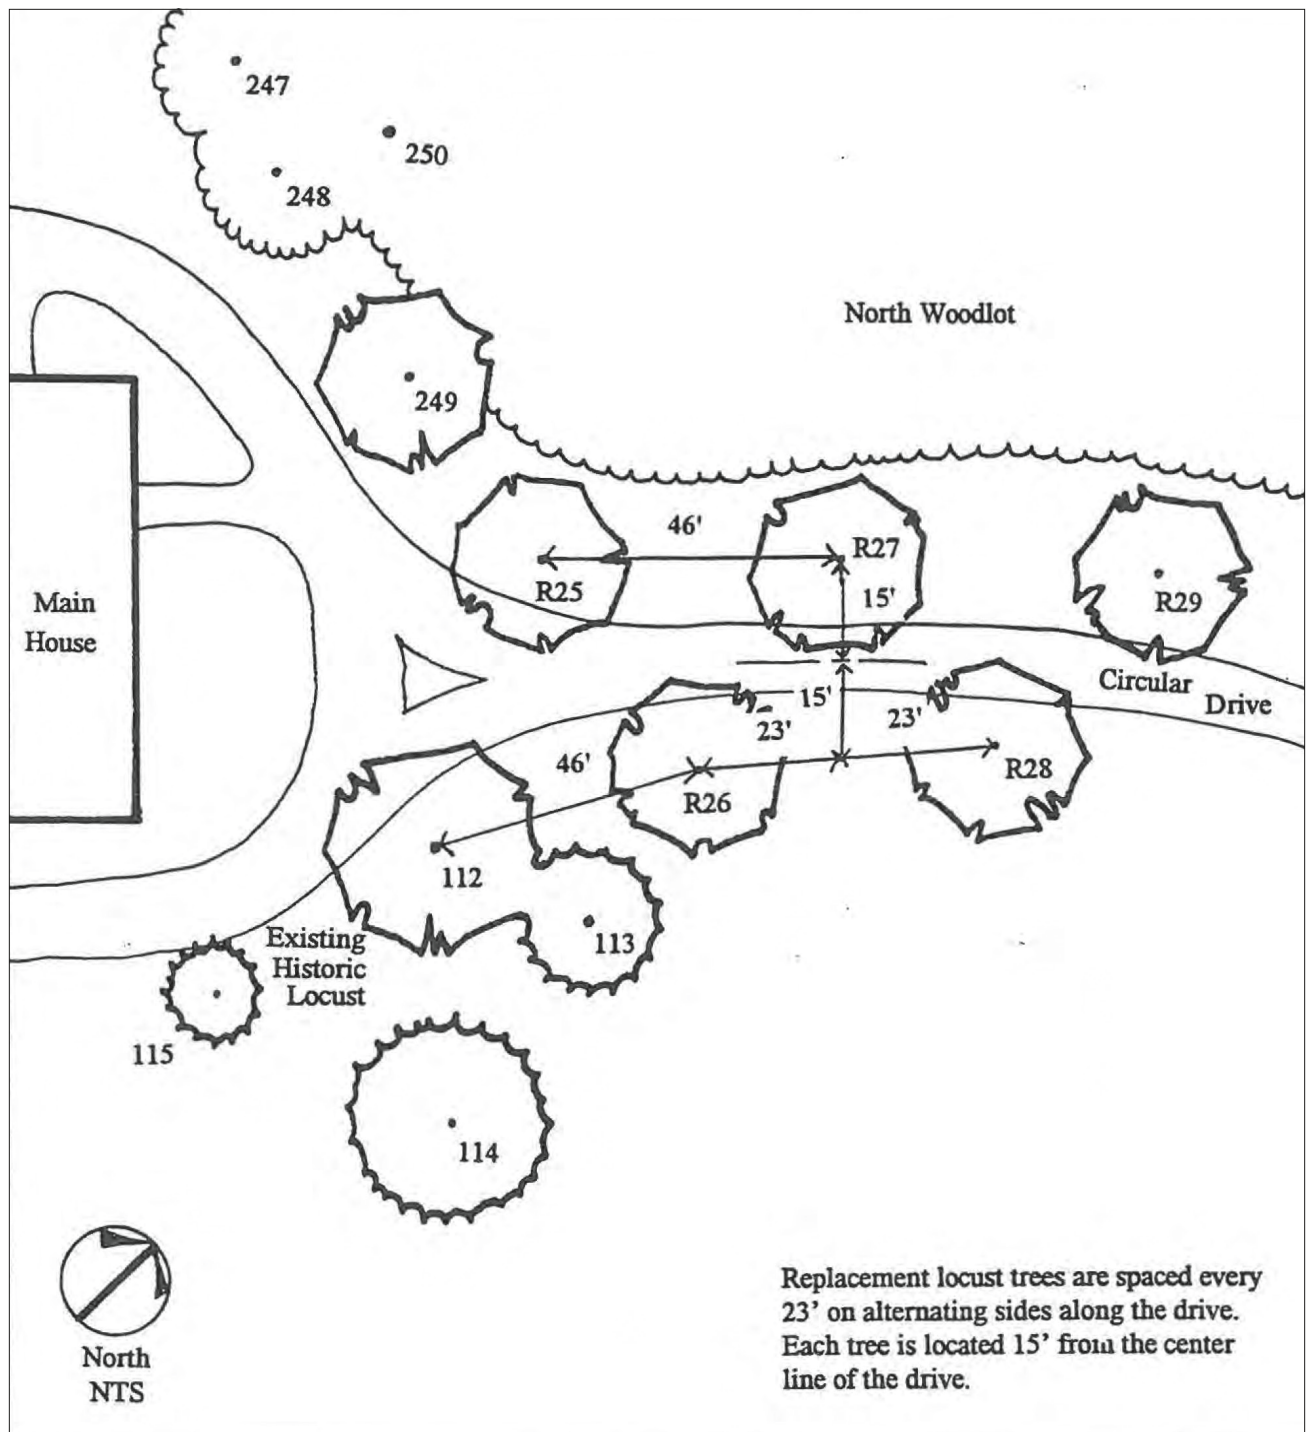 247
250
248
North Woodlot
249
46'
R27
R25
15'
R29
Main
House
Circular
Drive
15'
23'
23'
46'
R28
R26
112
113
Existing
Historic
Locust
115
114
Replacement locust trees are spaced every
23' on alternating sides along the drive.
Each tree is located 15' from the center
line of the drive.
North
NTS